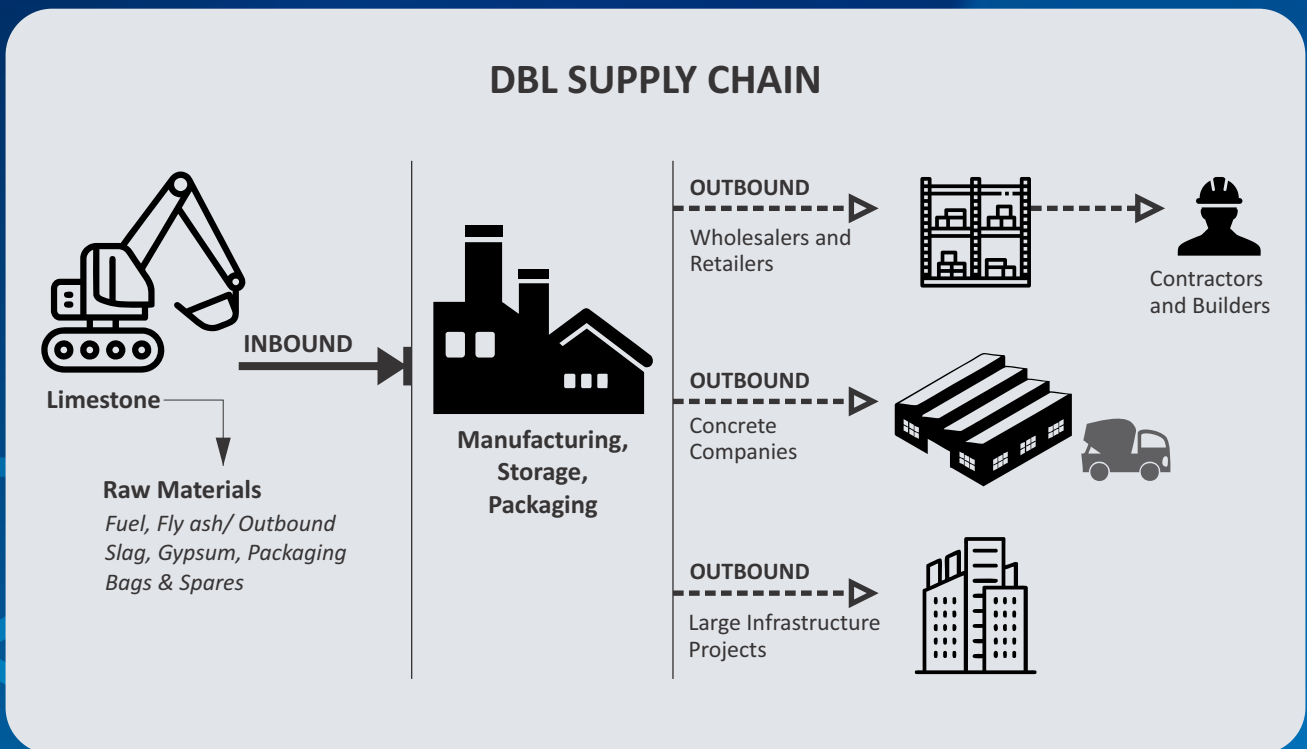 DBL SUPPLY CHAIN
INBOUND
Limestone
Raw Materials
Fuel, Fly ash/ Outbound
Slag, Gypsum, Packaging
Bags & Spares
Manufacturing,
Storage,
Packaging
OUTBOUND
Wholesalers and
Retailers
Contractors
and Builders
OUTBOUND
Concrete
Companies
OUTBOUND
Large Infrastructure
Projects